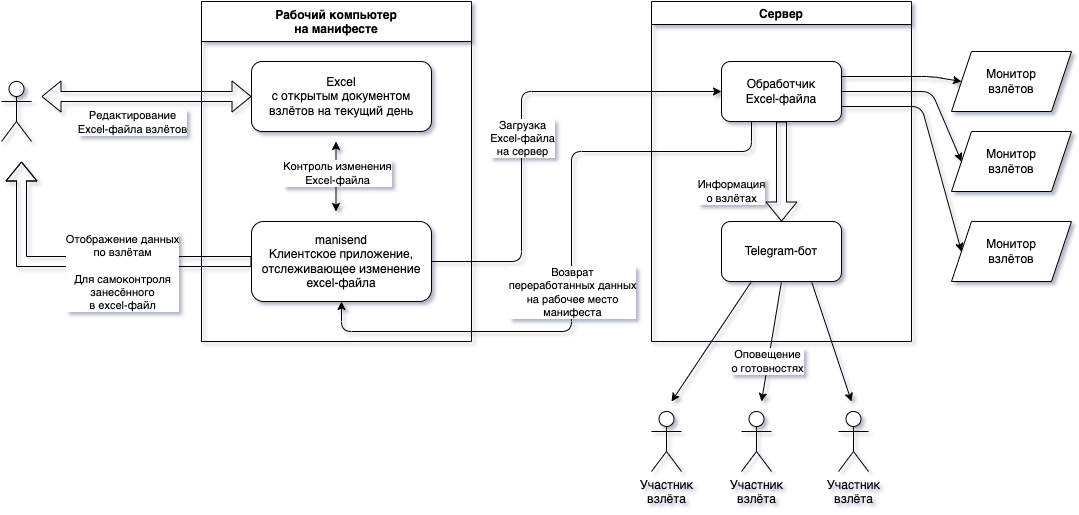 Рабочий компьютер
на манифесте
Сервер
Excel
с открытым документом
взлётов на текущий день
Редактирование
Excel-файла взлётов
Контроль изменения
Excel-файла
manisend
Клиентское приложение,
отслеживающее изменение
excel-файла
Отображение данных
по взлётам
Для самоконтроля
занесённого
в excel-файл
Загрузка
Excel-файла
на сервер
Возврат
переработанных данных
на рабочее место
манифеста
Обработчик
Excel-файла
Информация
о взлётах
Telegram-бот
Монитор
взлётов
Монитор
взлётов
Монитор
взлётов
Оповещение
о готовностях
Участник
взлёта
Участник
взлёта
Участник
взлёта